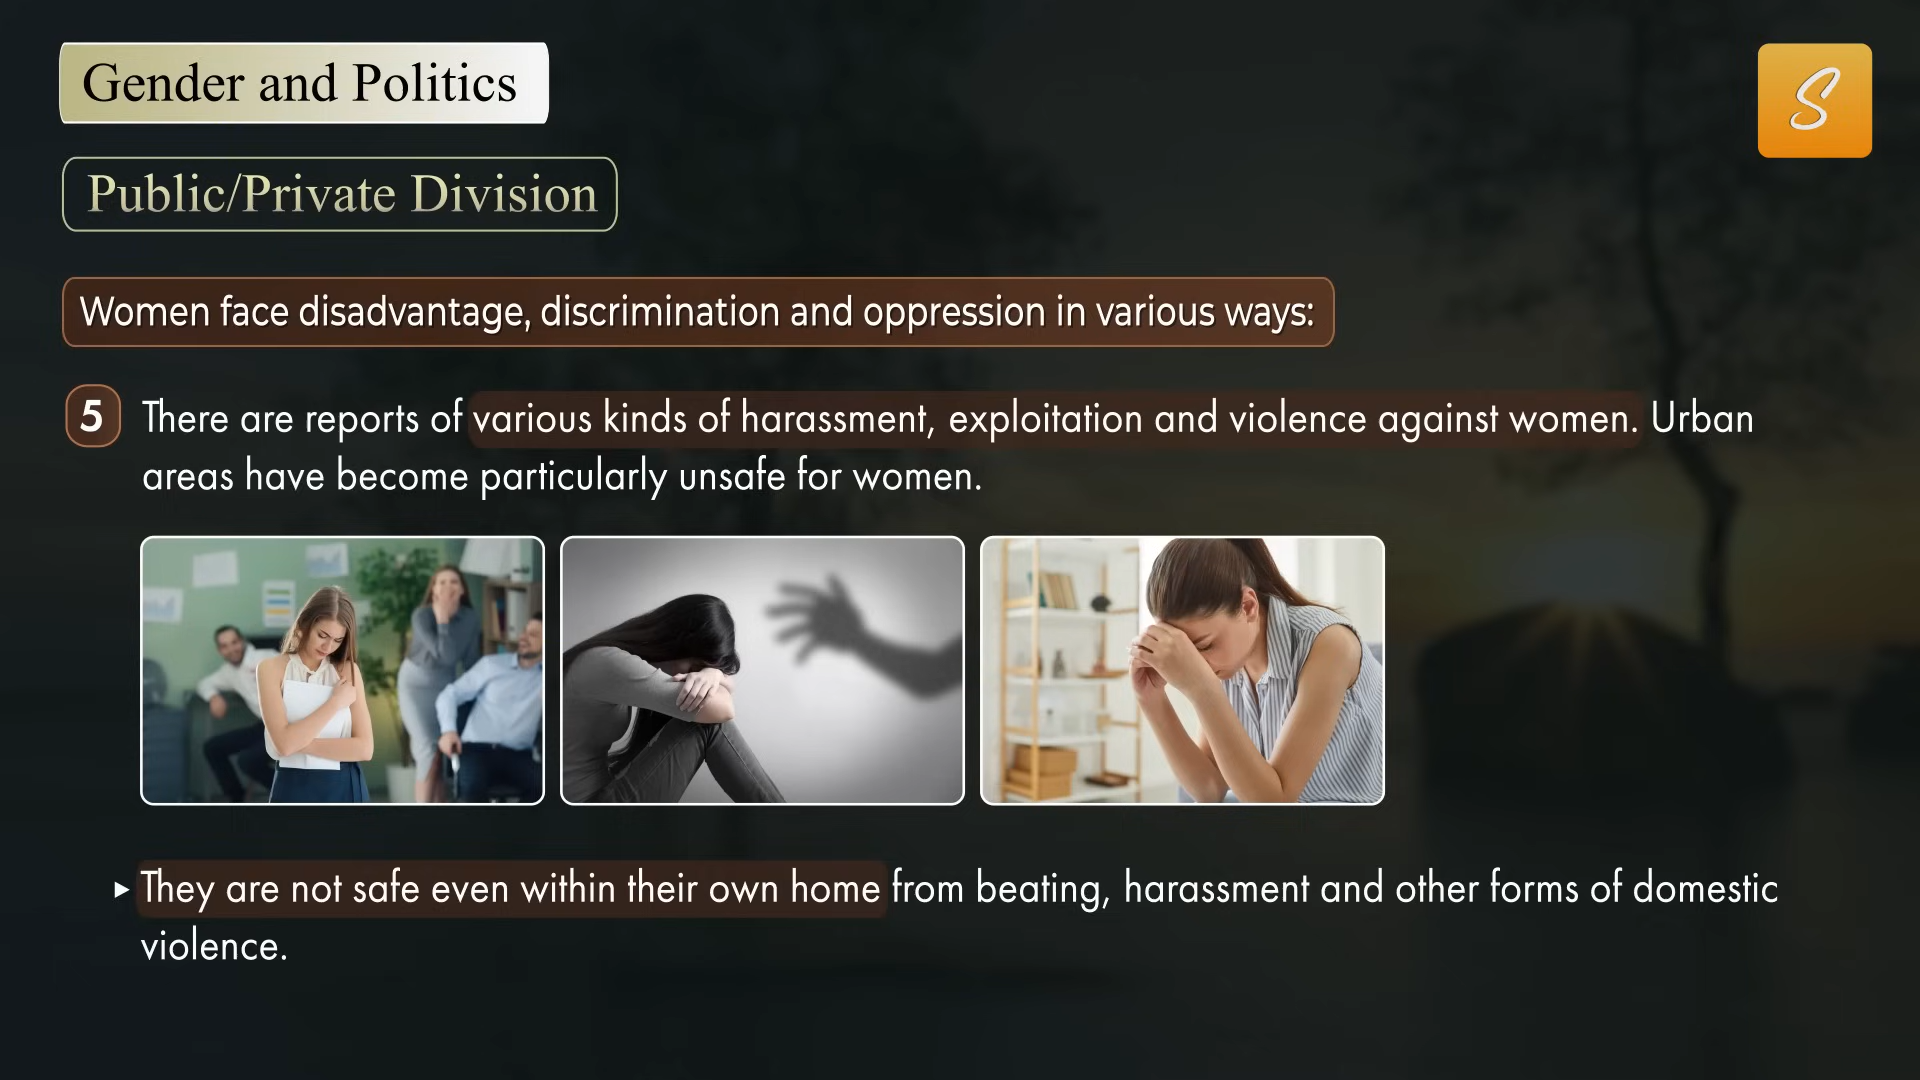 Gender and Politics
S
Public/Private Division
Women face disadvantage, discrimination and oppression in various ways:
5 There are reports of various kinds of harassment, exploitation and violence against women. Urban
areas have become particularly unsafe for women.
▸ They are not safe even within their own home from beating, harassment and other forms of domestic
violence.